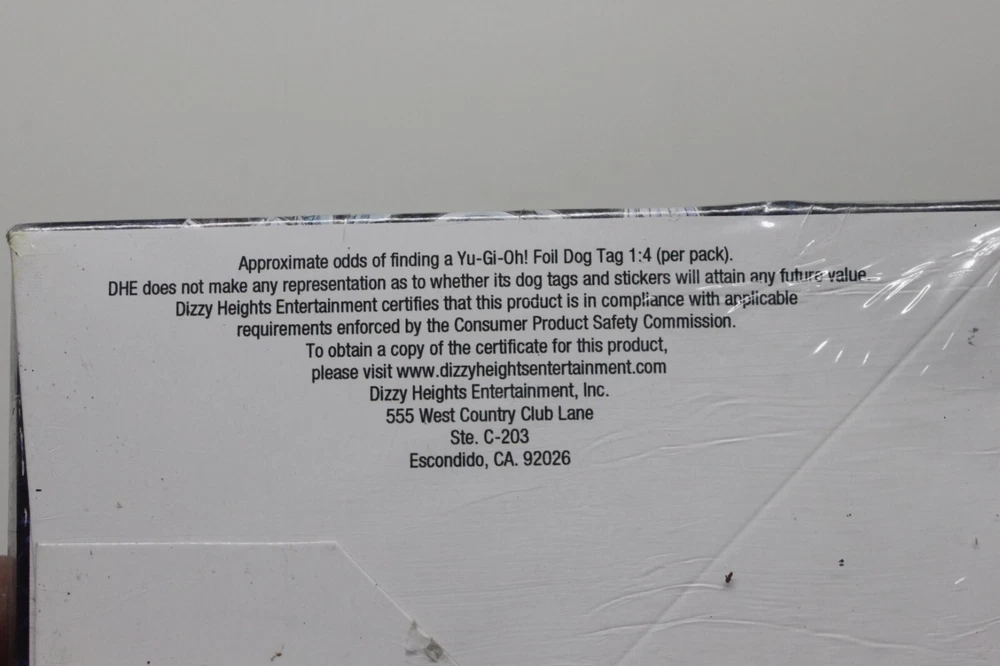 Approximate odds of finding a Yu-Gi-Oh! Foil Dog Tag 1:4 (per pack).
DHE does not make any representation as to whether its dog tags and stickers will attain any future value.
Dizzy Heights Entertainment certifies that this product is in compliance with applicable
requirements enforced by the Consumer Product Safety Commission.
To obtain a copy of the certificate for this product,
please visit www.dizzyheightsentertainment.com
Dizzy Heights Entertainment, Inc.
555 West Country Club Lane
Ste. C-203
Escondido, CA. 92026